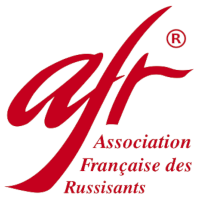 afr ®
Association
Française des
Russisants